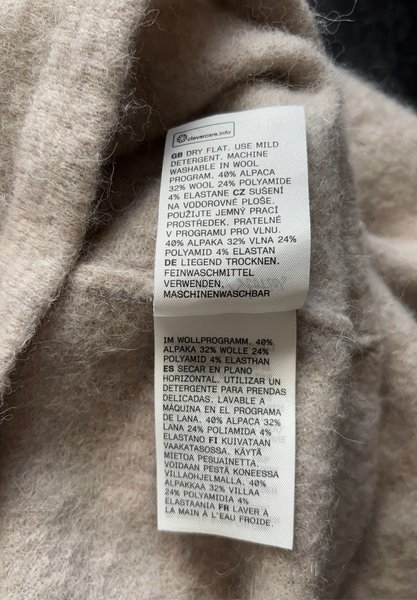 clevercare.info
GB DRY FLAT. USE MILD
DETERGENT. MACHINE
WASHABLE IN WOOL
PROGRAM. 40% ALPACA
32% WOOL 24% POLYAMIDE
4% ELASTANE CZ SUŠENÍ
NA VODOROVNÉ PLOŠE.
POUŽIJTE JEMNÝ PRACÍ
PROSTŘEDEK. PRATELNÉ
V PROGRAMU PRO VLNU.
40% ALPAKA 32% VLNA 24%
POLYAMID 4% ELASTAN
DE LIEGEND TROCKNEN.
FEINWASCHMITTEL
VERWENDEN,
MASCHINENWASCHBAR
IM WOLLPROGRAMM. 40%
ALPAKA 32% WOLLE 24%
POLYAMID 4% ELASTHAN
ES SECAR EN PLANO
HORIZONTAL. UTILIZAR UN
DETERGENTE PARA PRENDAS
DELICADAS. LAVABLE A
MÁQUINA EN EL PROGRAMA
DE LANA. 40% ALPACA 32%
LANA 24% POLIAMIDA 4%
ELASTANO FI KUIVATAAN
VAAKATASOSSA. KÄYTÄ
MIETOA PESUAINETTA.
VOIDAAN PESTÄ KONEESSA
VILLAOHJELMALLA. 40%
ALPAKKAA 32% VILLAA
24% POLYAMIDIA 4%
ELASTAANIA FR LAVER À
LA MAIN À L'EAU FROIDE.